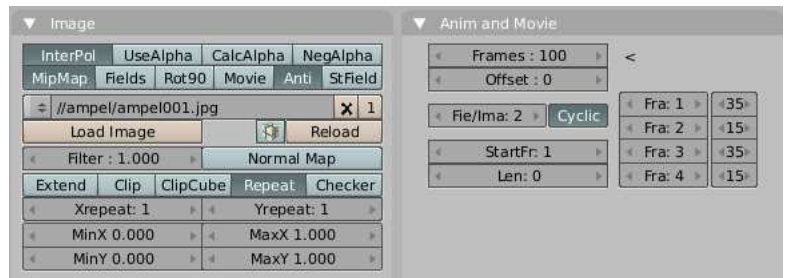 Image
InterPol UseAlpha CalcAlpha NegAlpha
MipMap Fields Rot90 Movie Anti StField
//ampel/ampel001.jpg 1
Load Image Reload
Filter : 1.000 Normal Map
Extend Clip ClipCube Repeat Checker
Xrepeat: 1 Yrepeat: 1
MinX 0.000 MaxX 1.000
MinY 0.000 MaxY 1.000
Anim and Movie
Frames : 100 <
Offset : 0
Fie/Ima: 2 Cyclic
StartFr: 1
Len: 0
Fra: 1 35
Fra: 2 15
Fra: 3 35
Fra: 4 15